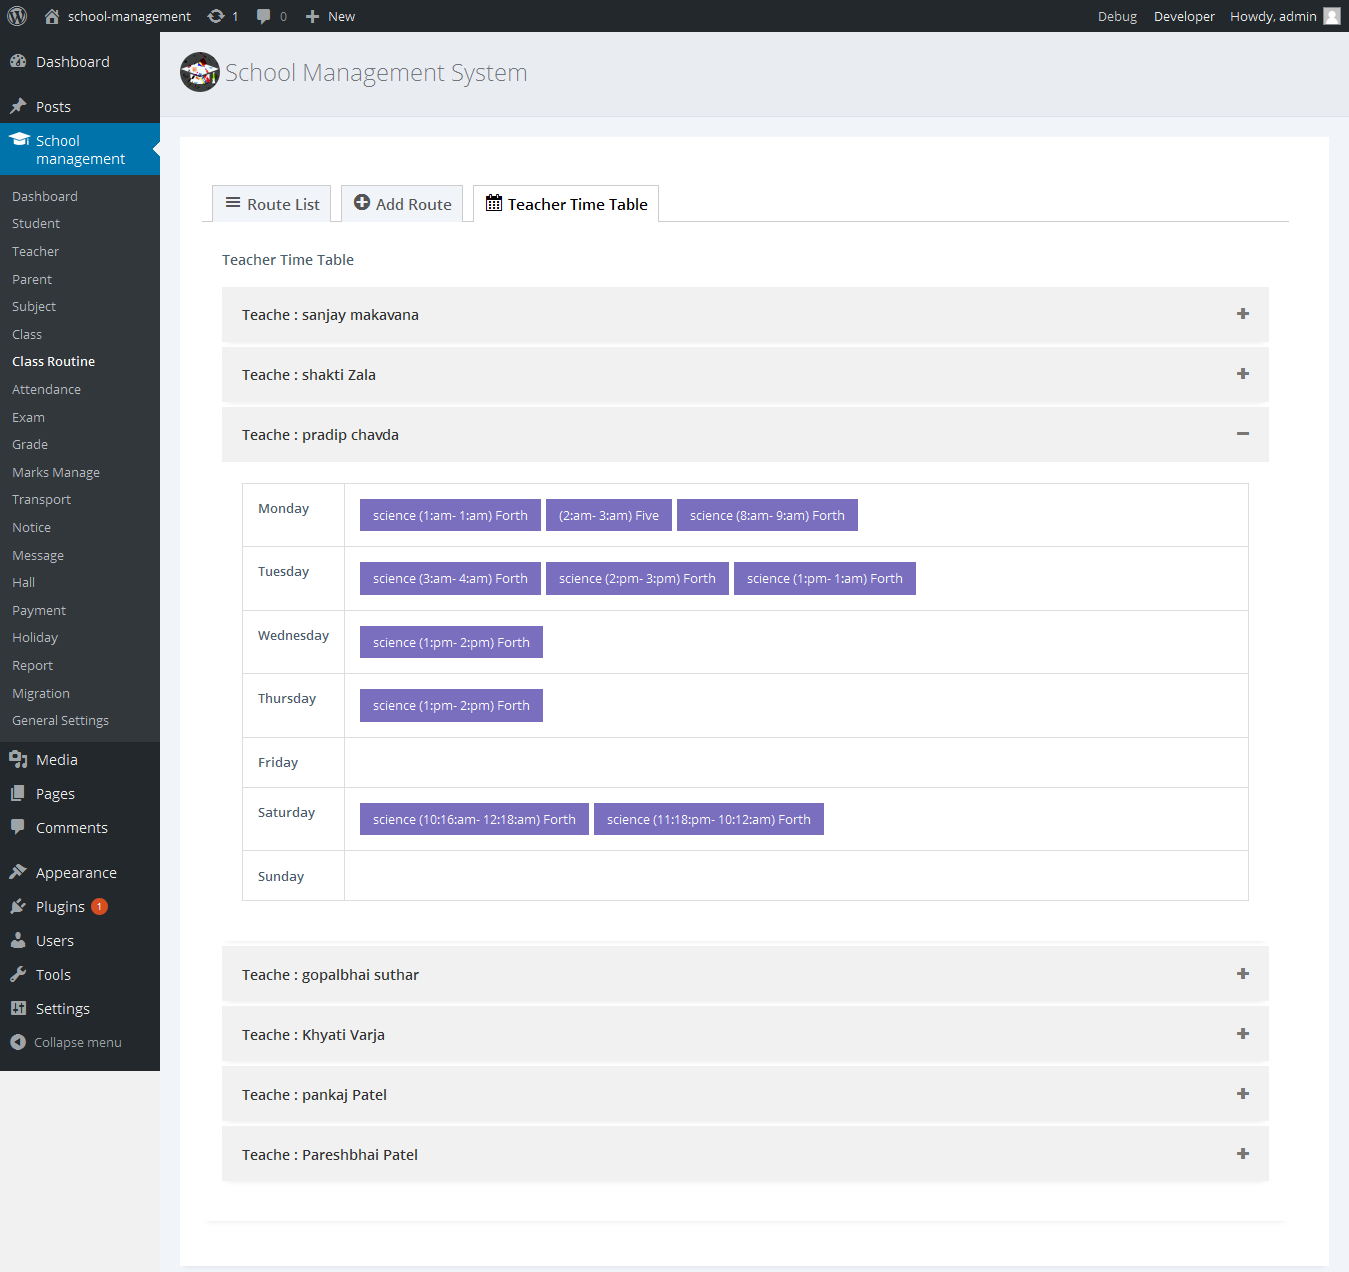 school-management 1 0 New Debug Developer Howdy, admin
Dashboard
Posts
School
management
Dashboard
Student
Teacher
Parent
Subject
Class
Class Routine
Attendance
Exam
Grade
Marks Manage
Transport
Notice
Message
Hall
Payment
Holiday
Report
Migration
General Settings
Media
Pages
Comments
Appearance
Plugins 1
Users
Tools
Settings
Collapse menu
School Management System
Route List Add Route Teacher Time Table
Teacher Time Table
Teache : sanjay makavana
Teache : shakti Zala
Teache : pradip chavda
Monday science (1:am- 1:am) Forth (2:am- 3:am) Five science (8:am- 9:am) Forth
Tuesday science (3:am- 4:am) Forth science (2:pm- 3:pm) Forth science (1:pm- 1:am) Forth
Wednesday science (1:pm- 2:pm) Forth
Thursday science (1:pm- 2:pm) Forth
Friday
Saturday science (10:16:am- 12:18:am) Forth science (11:18:pm- 10:12:am) Forth
Sunday
Teache : gopalbhai suthar
Teache : Khyati Varja
Teache : pankaj Patel
Teache : Pareshbhai Patel